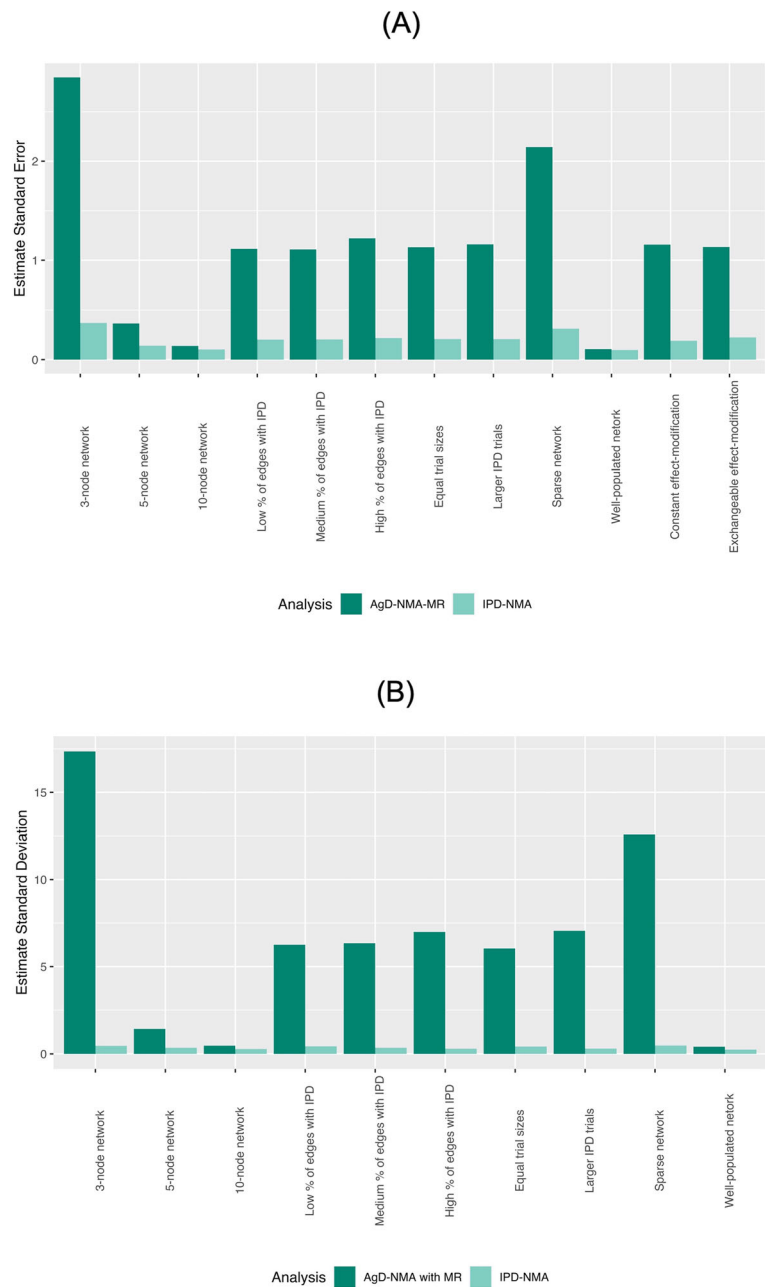 (A)
Estimate Standard Error
2
1
0
3-node network
5-node network
10-node network
Low % of edges with IPD
Medium % of edges with IPD
High % of edges with IPD
Equal trial sizes
Larger IPD trials
Sparse network
Well-populated netork
Constant effect-modification
Exchangeable effect-modification
Analysis AgD-NMA-MR IPD-NMA
(B)
Estimate Standard Deviation
15
10
5
0
3-node network
5-node network
10-node network
Low % of edges with IPD
Medium % of edges with IPD
High % of edges with IPD
Equal trial sizes
Larger IPD trials
Sparse network
Well-populated netork
Analysis AgD-NMA with MR IPD-NMA